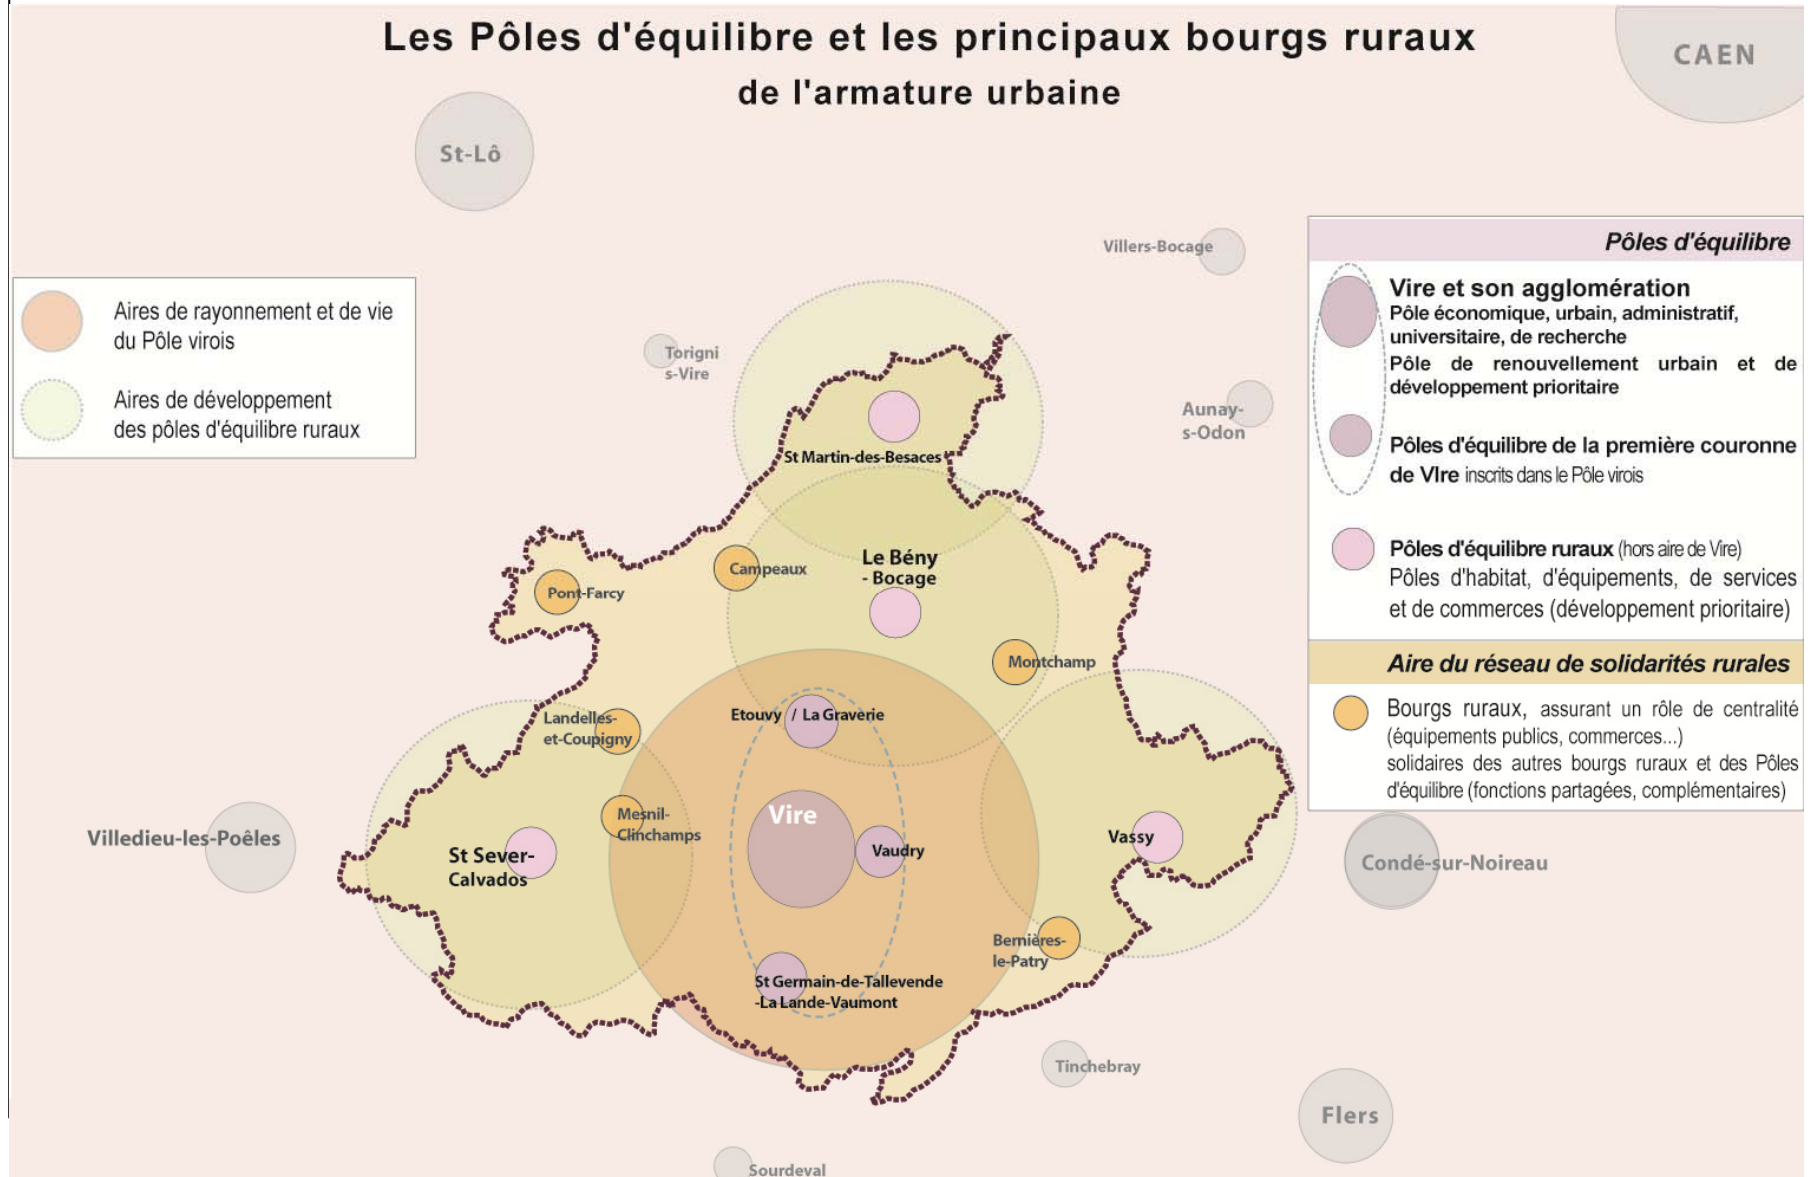 Les Pôles d'équilibre et les principaux bourgs ruraux
de l'armature urbaine
CAEN
St-Lô
Villers-Bocage
Aires de rayonnement et de vie
du Pôle virois
Aires de développement
des pôles d'équilibre ruraux
Torigni
s-Vire
Aunay-
s-Odon
St Martin-des-Besaces
Le Bény
- Bocage
Campeaux
Pont-Farcy
Montchamp
Landelles-
et-Coupigny
Etouvy / La Graverie
Mesnil-
Clinchamps
Vire
Vaudry
Vassy
Villedieu-les-Poêles
St Sever-
Calvados
Condé-sur-Noireau
Bernières-
le-Patry
St Germain-de-Tallevende
-La Lande-Vaumont
Tinchebray
Flers
Sourdeval
Pôles d'équilibre
Vire et son agglomération
Pôle économique, urbain, administratif,
universitaire, de recherche
Pôle de renouvellement urbain et de
développement prioritaire
Pôles d'équilibre de la première couronne
de VIre inscrits dans le Pôle virois
Pôles d'équilibre ruraux (hors aire de Vire)
Pôles d'habitat, d'équipements, de services
et de commerces (développement prioritaire)
Aire du réseau de solidarités rurales
Bourgs ruraux, assurant un rôle de centralité
(équipements publics, commerces...)
solidaires des autres bourgs ruraux et des Pôles
d'équilibre (fonctions partagées, complémentaires)